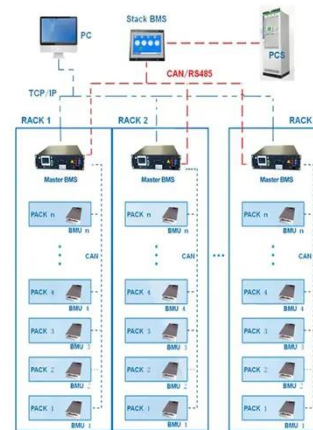 PC
Stack BMS
PCS
CAN/RS485
TCP/IP
RACK 1
RACK 2
RACK
Master BMS
Master BMS
Master BMS
PACK n
PACK n
PACK n
BMU n
BMU n
BMU n
CAN
CAN
CAN
PACK 4
PACK 4
PACK 4
BMU 4
BMU 4
BMU 4
PACK 3
PACK 3
PACK 3
BMU 3
BMU 3
BMU 3
PACK 2
PACK 2
PACK 2
BMU 2
BMU 2
BMU 2
PACK 1
PACK 1
PACK 1
BMU 1
BMU 1
BMU 1